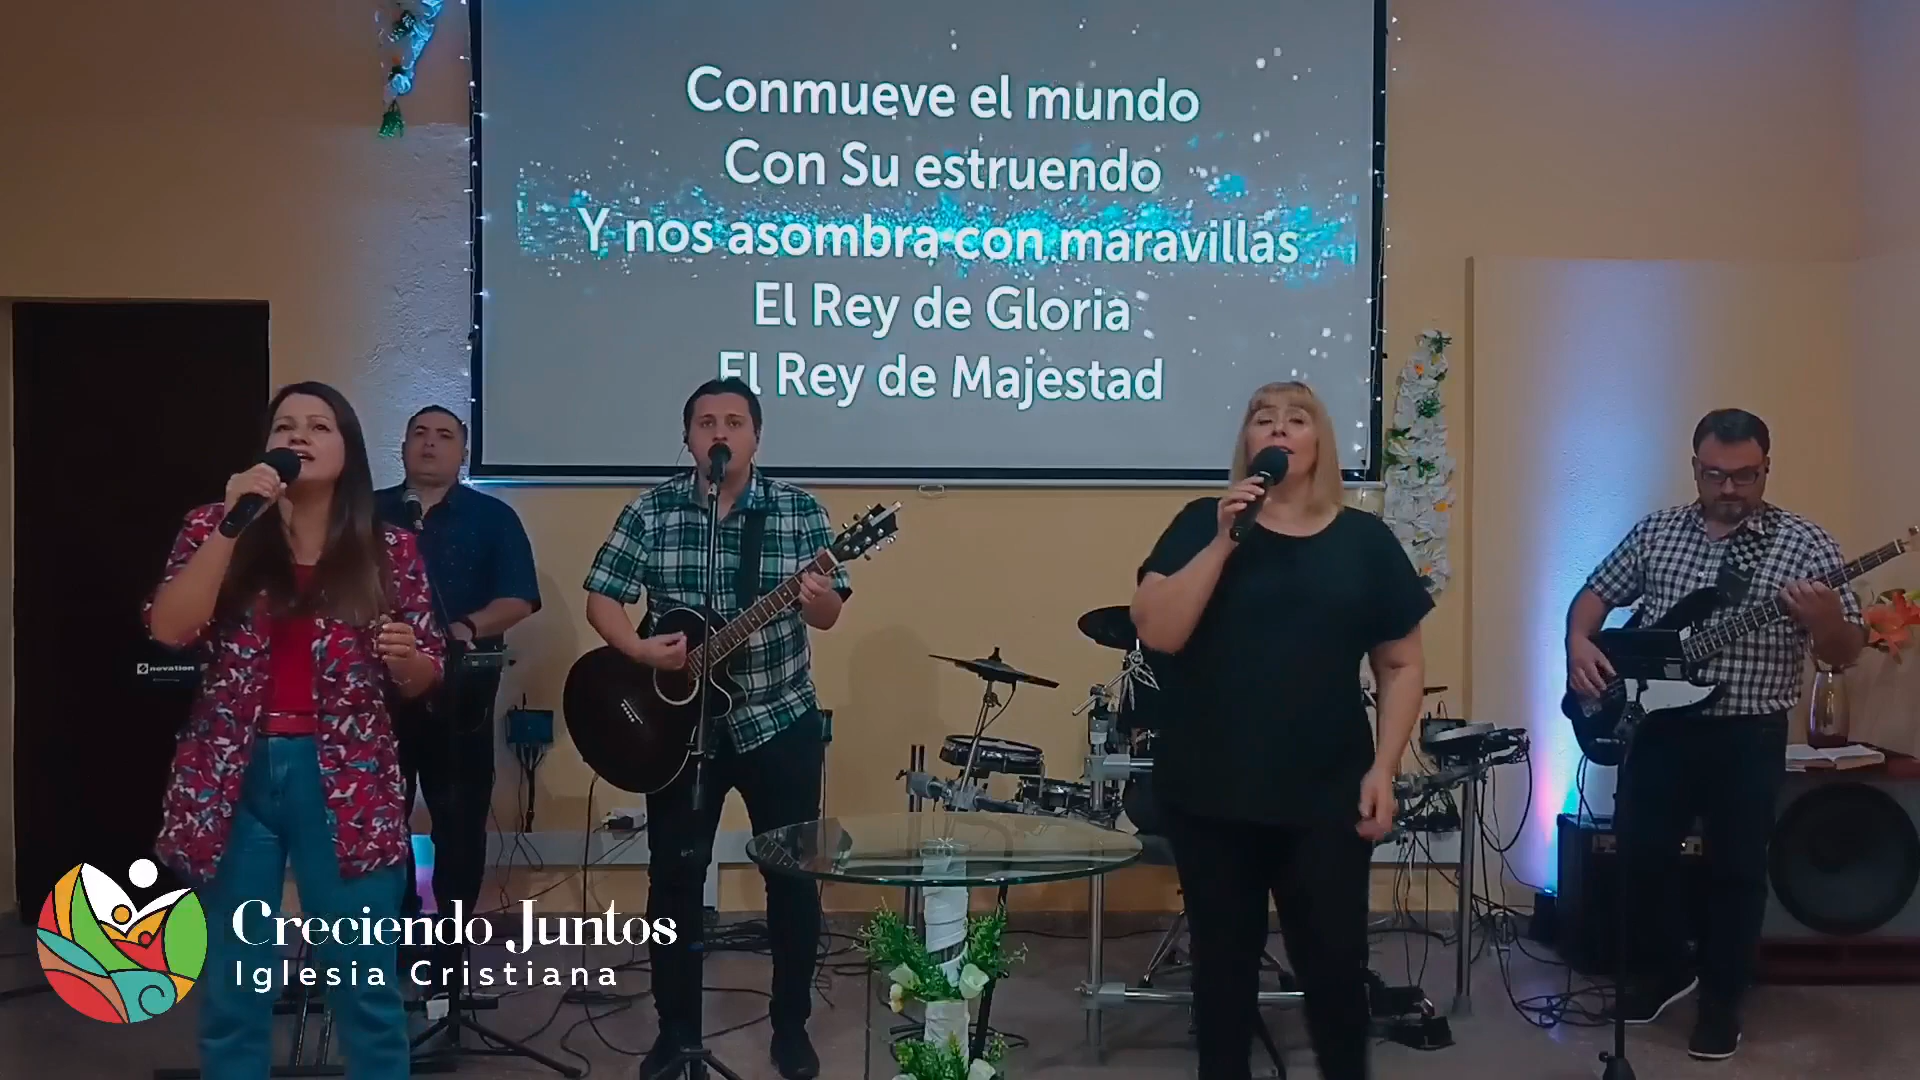 Conmueve el mundo
Con Su estruendo
Y nos asombra con maravillas
El Rey de Gloria
El Rey de Majestad
novation
Creciendo Juntos
Iglesia Cristiana